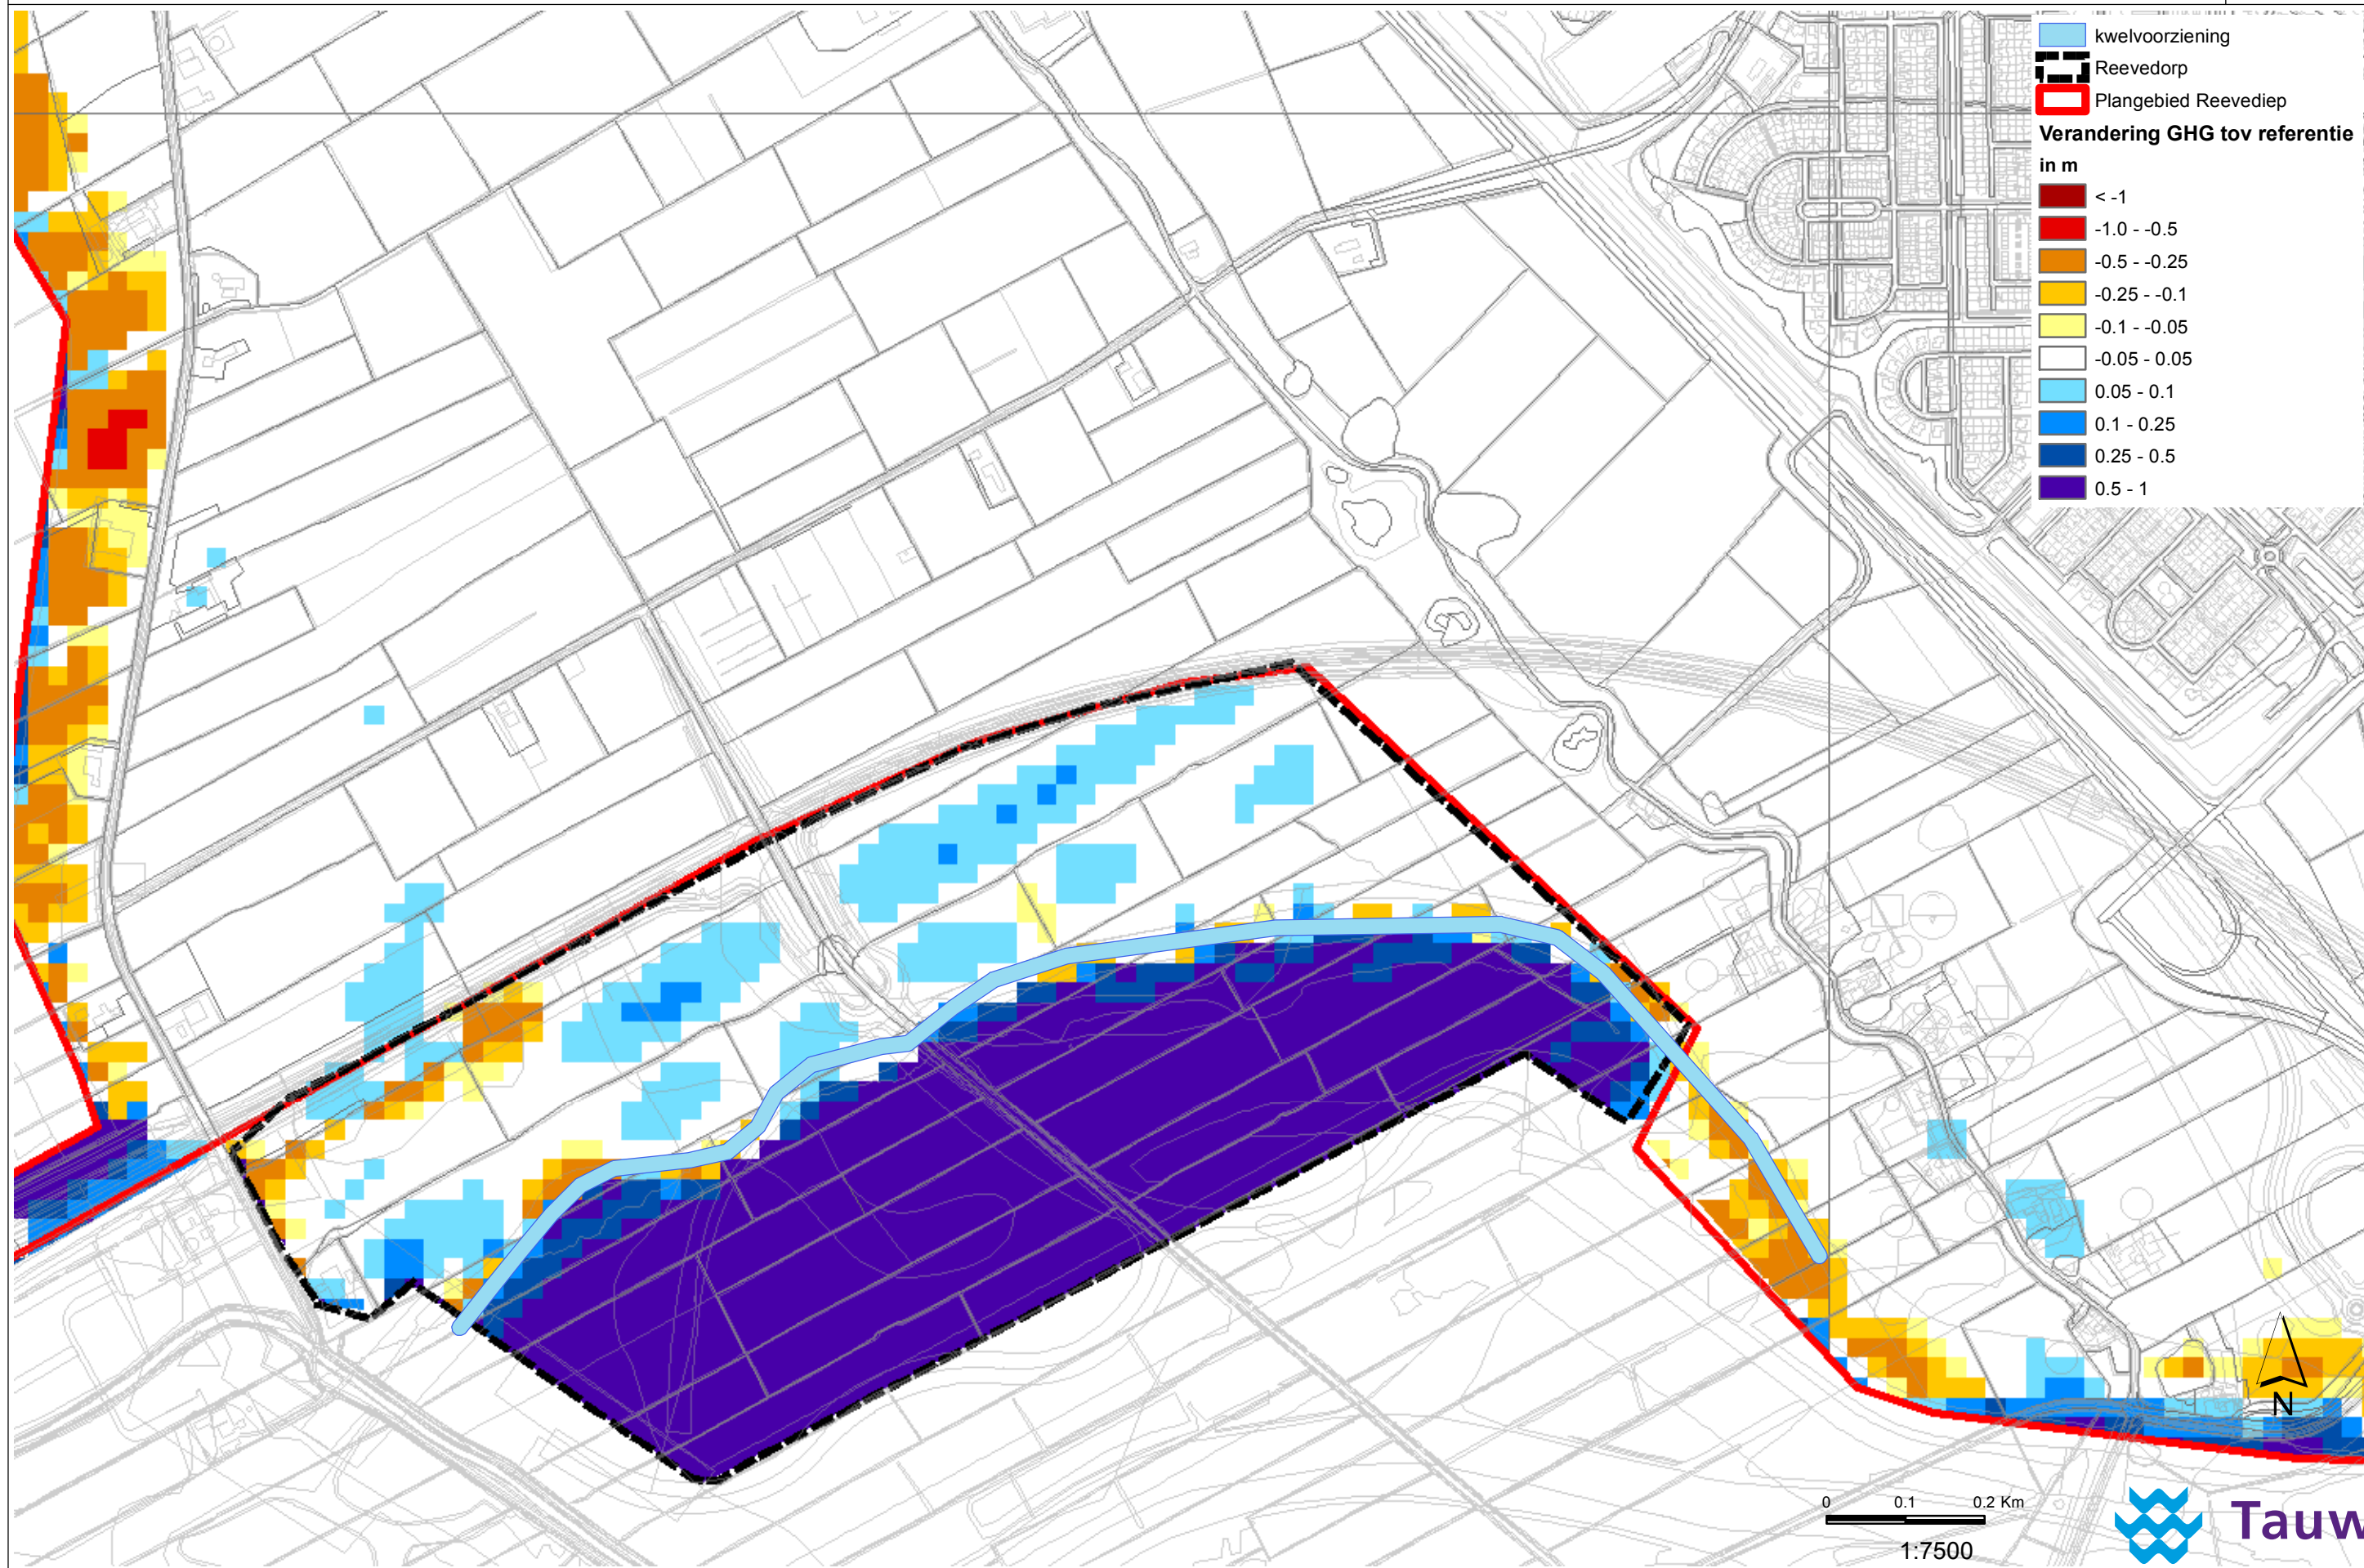 kwelvoorziening
Reevedorp
Plangebied Reevediep
Verandering GHG tov referentie
in m
< -1
-1.0 - -0.5
-0.5 - -0.25
-0.25 - -0.1
-0.1 - -0.05
-0.05 - 0.05
0.05 - 0.1
0.1 - 0.25
0.25 - 0.5
0.5 - 1
N
0 0.1 0.2 Km
1:7500
Tauw